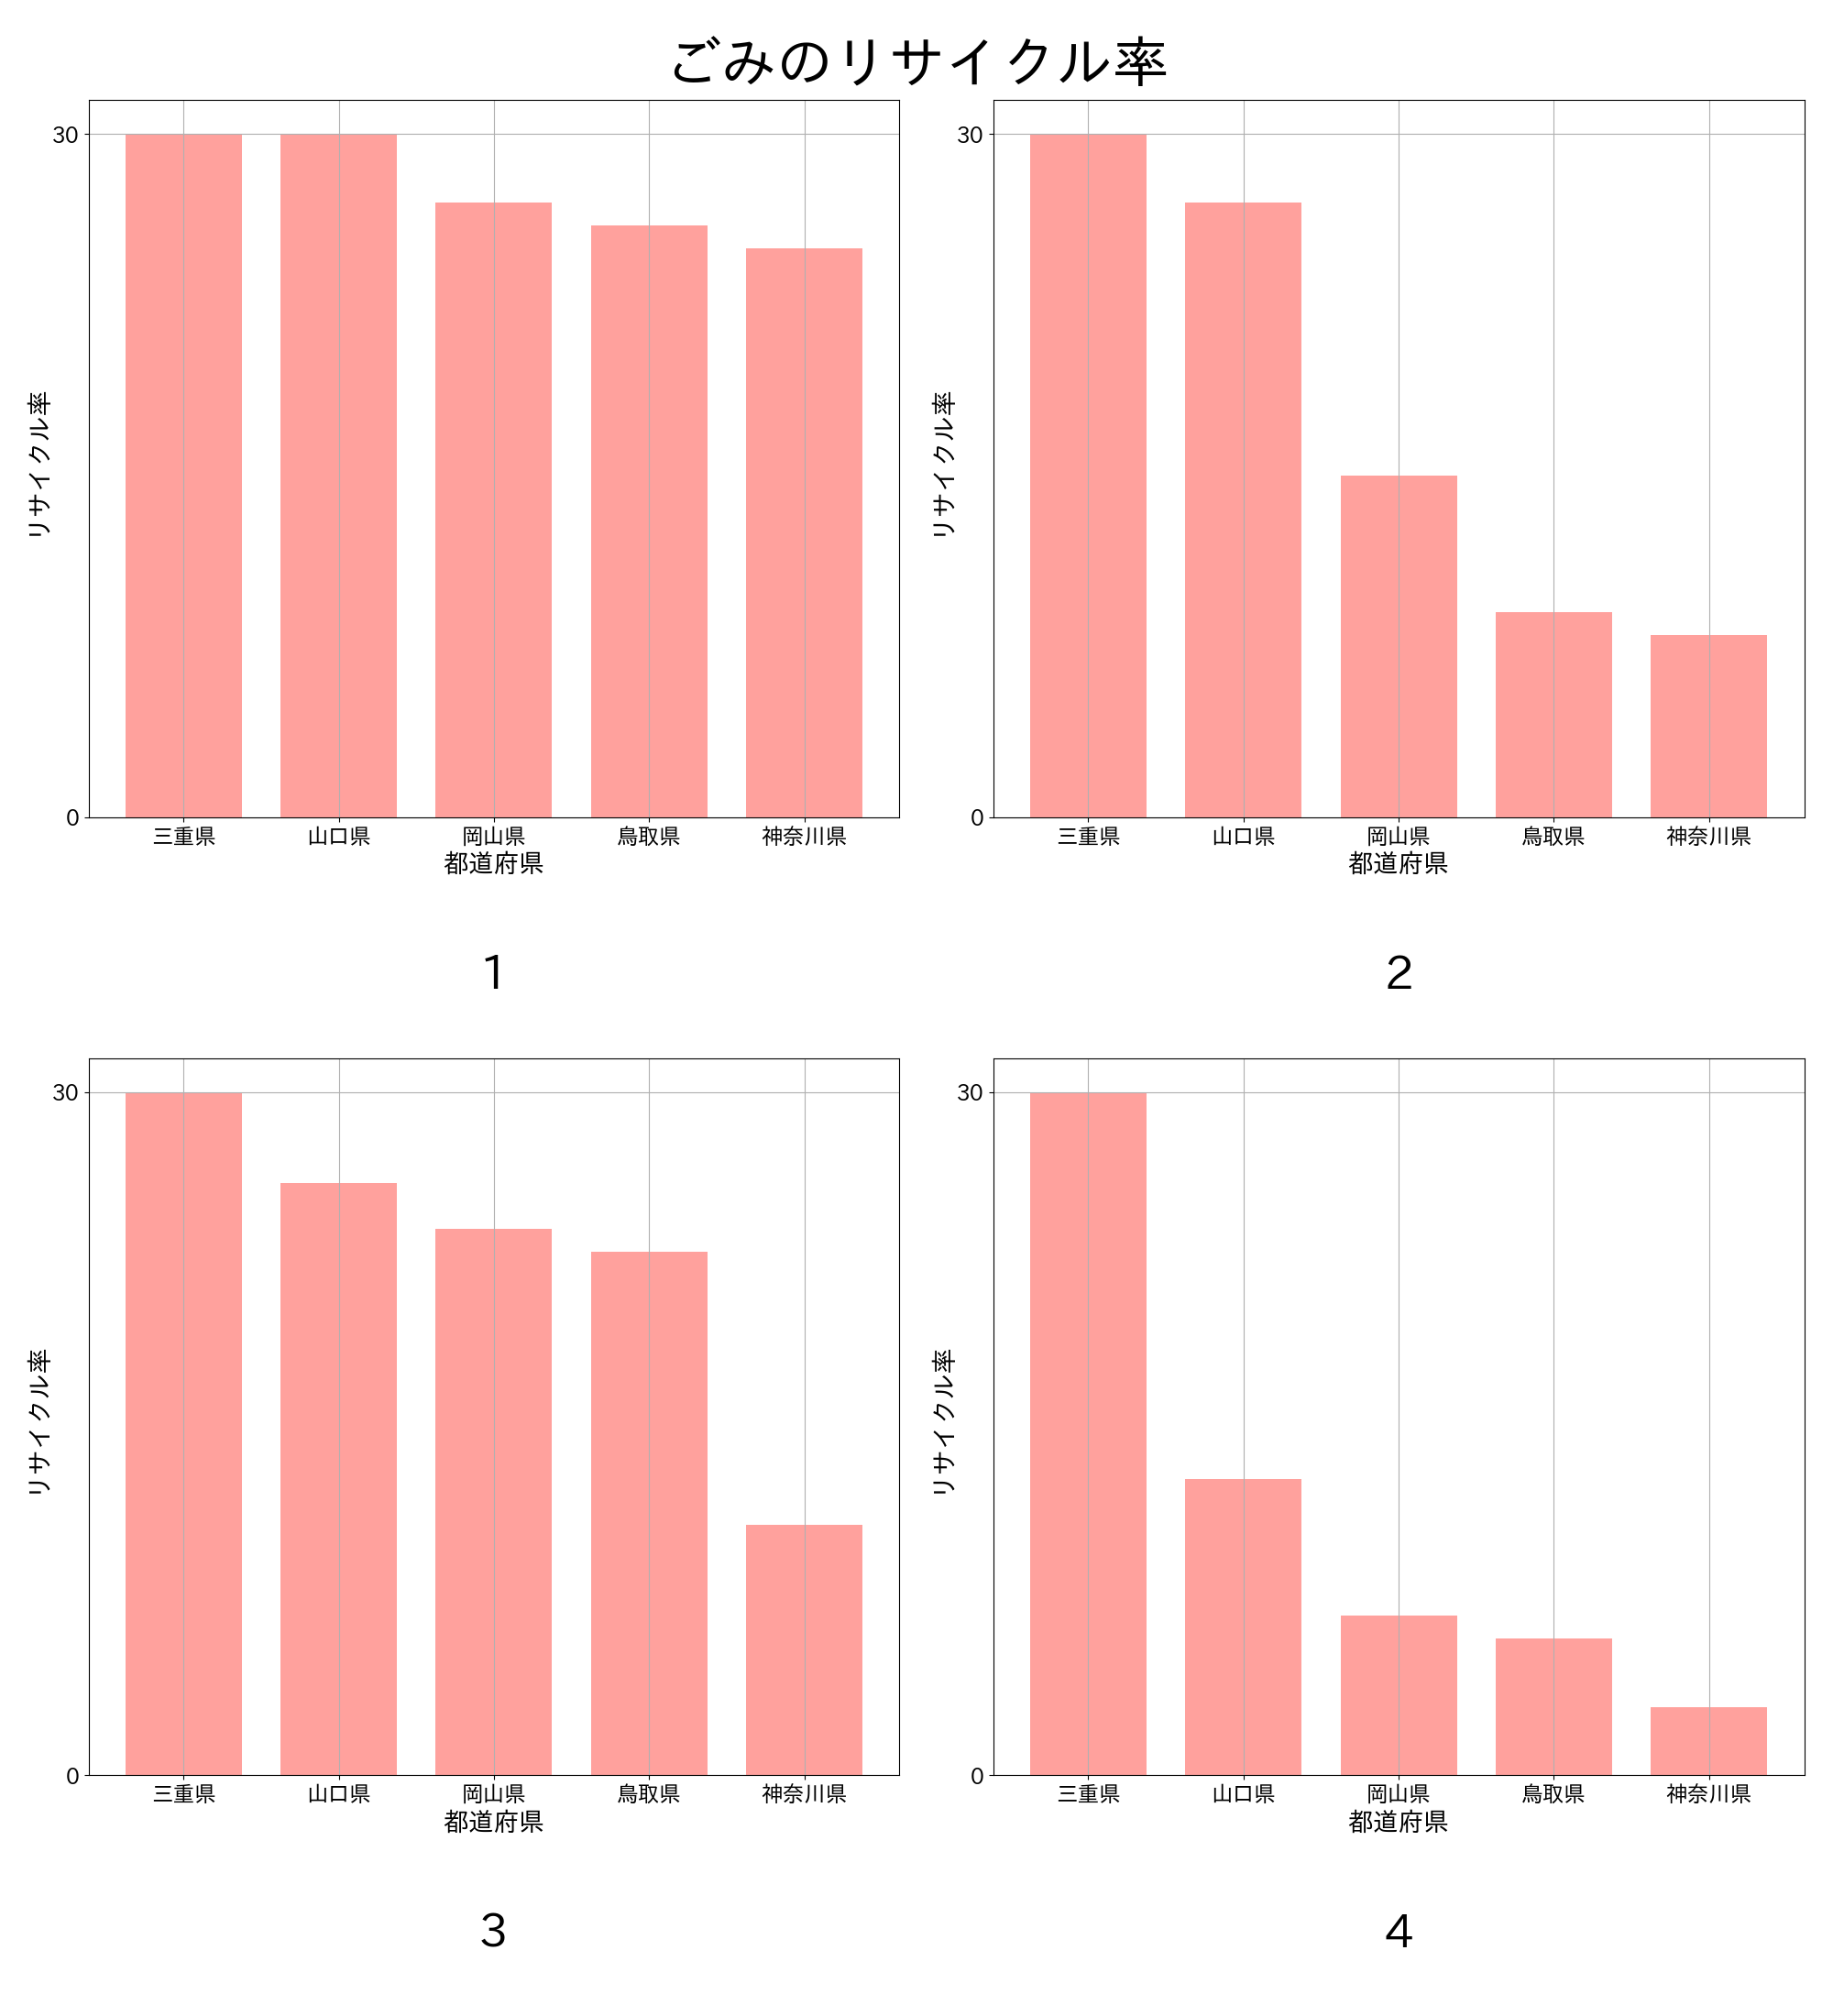 ごみのリサイクル率
30
0
リサイクル率
三重県 山口県 岡山県 鳥取県 神奈川県
都道府県
1
30
0
リサイクル率
三重県 山口県 岡山県 鳥取県 神奈川県
都道府県
2
30
0
リサイクル率
三重県 山口県 岡山県 鳥取県 神奈川県
都道府県
3
30
0
リサイクル率
三重県 山口県 岡山県 鳥取県 神奈川県
都道府県
4